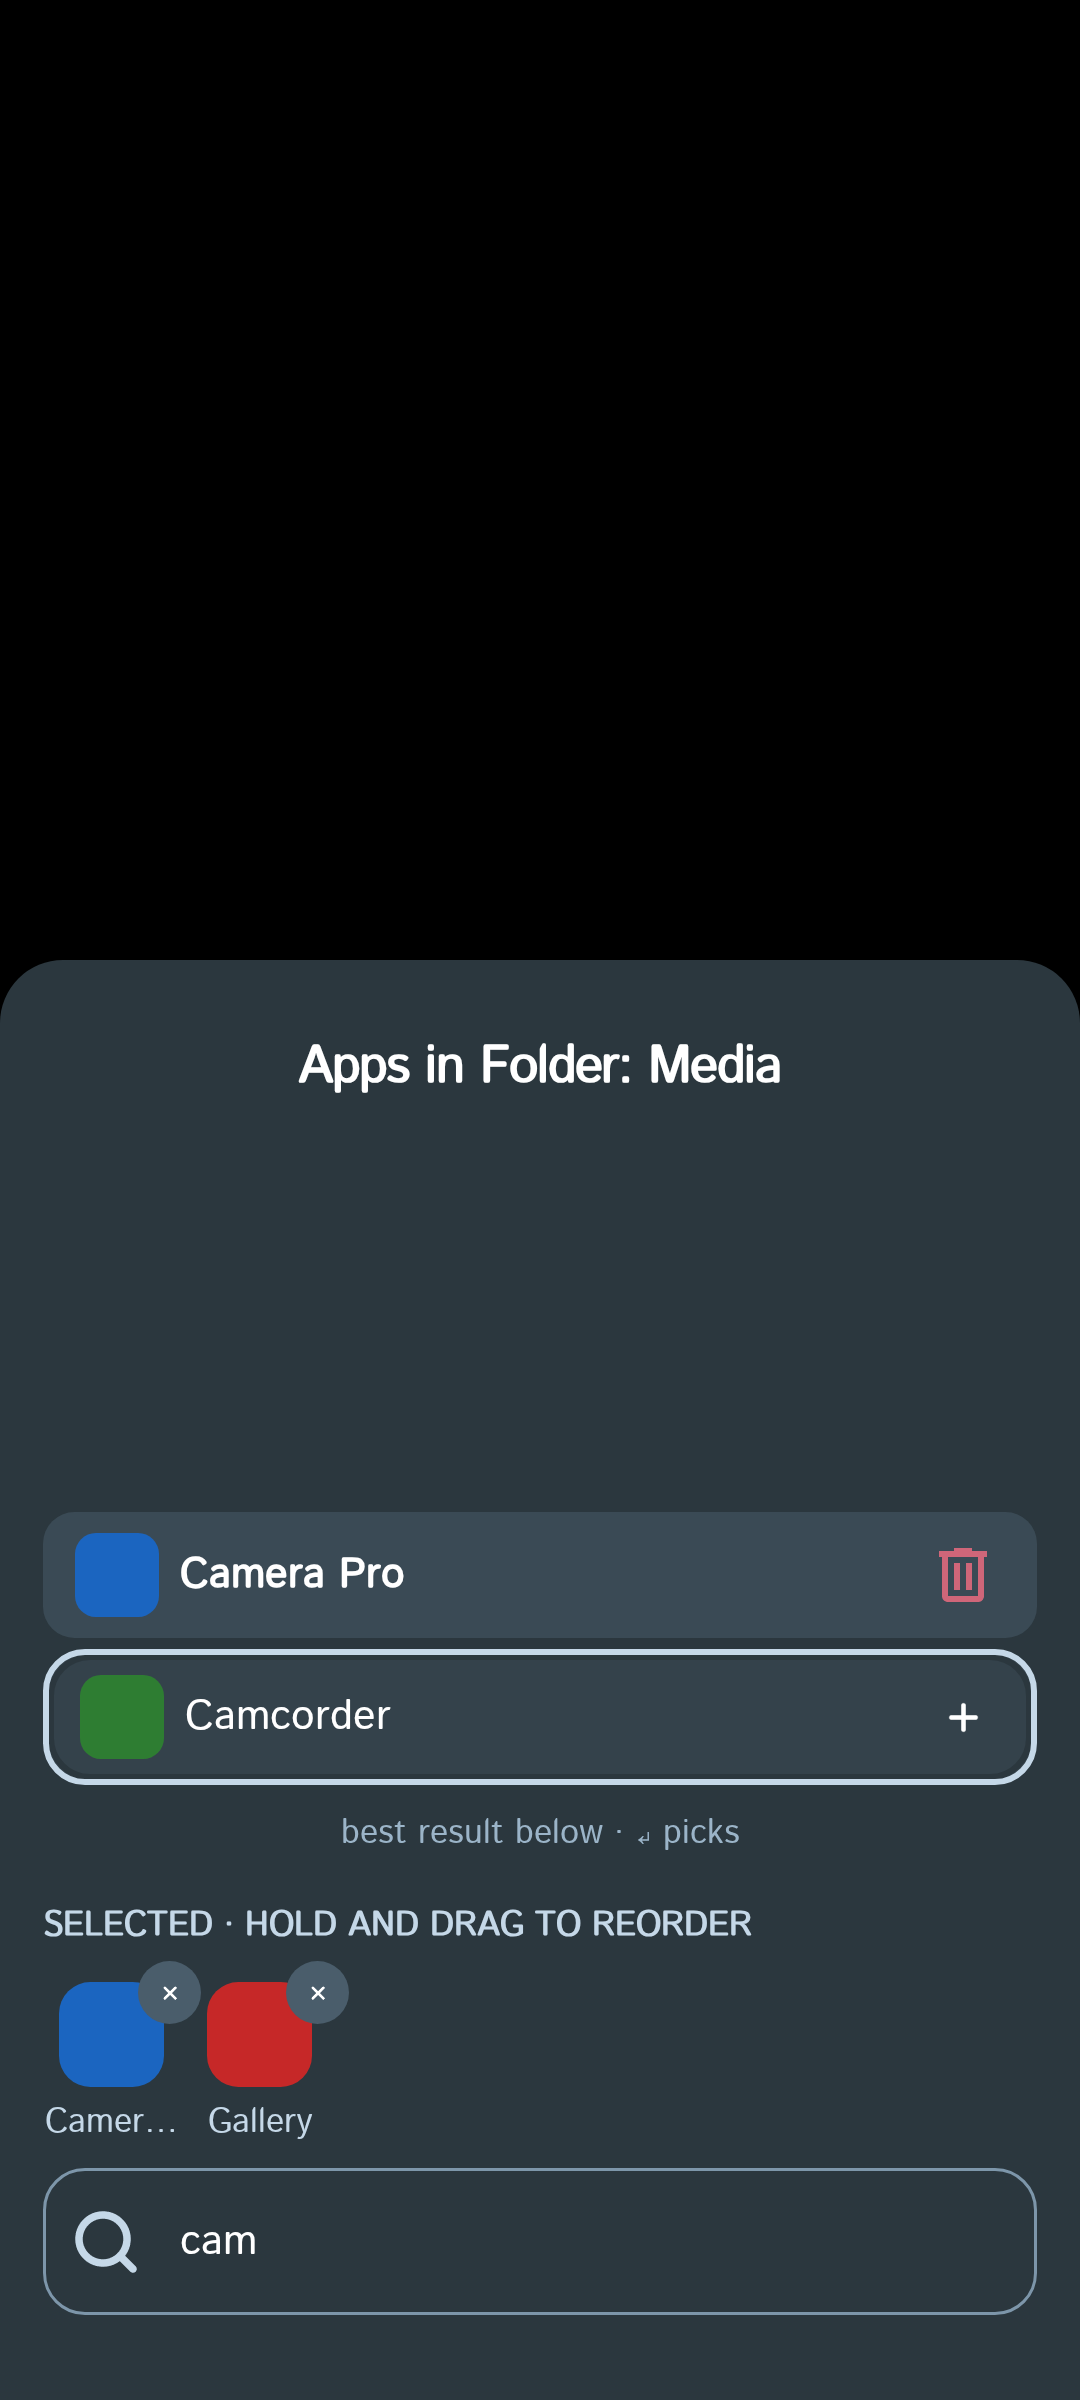 Apps in Folder: Media
Camera Pro
Camcorder
best result below · ↵ picks
SELECTED · HOLD AND DRAG TO REORDER
Camer… Gallery
cam